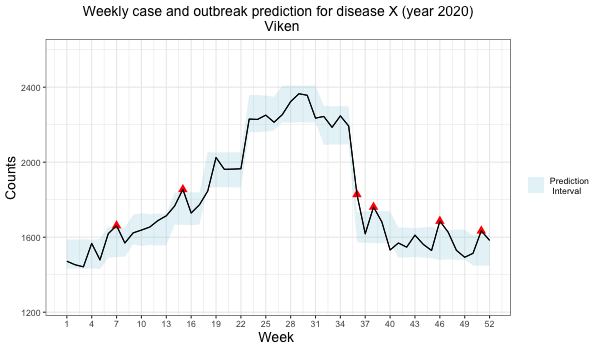 Weekly case and outbreak prediction for disease X (year 2020)
Viken
Counts
2400
2000
1600
1200
1 4 7 10 13 16 19 22 25 28 31 34 37 40 43 46 49 52
Week
Prediction
Interval